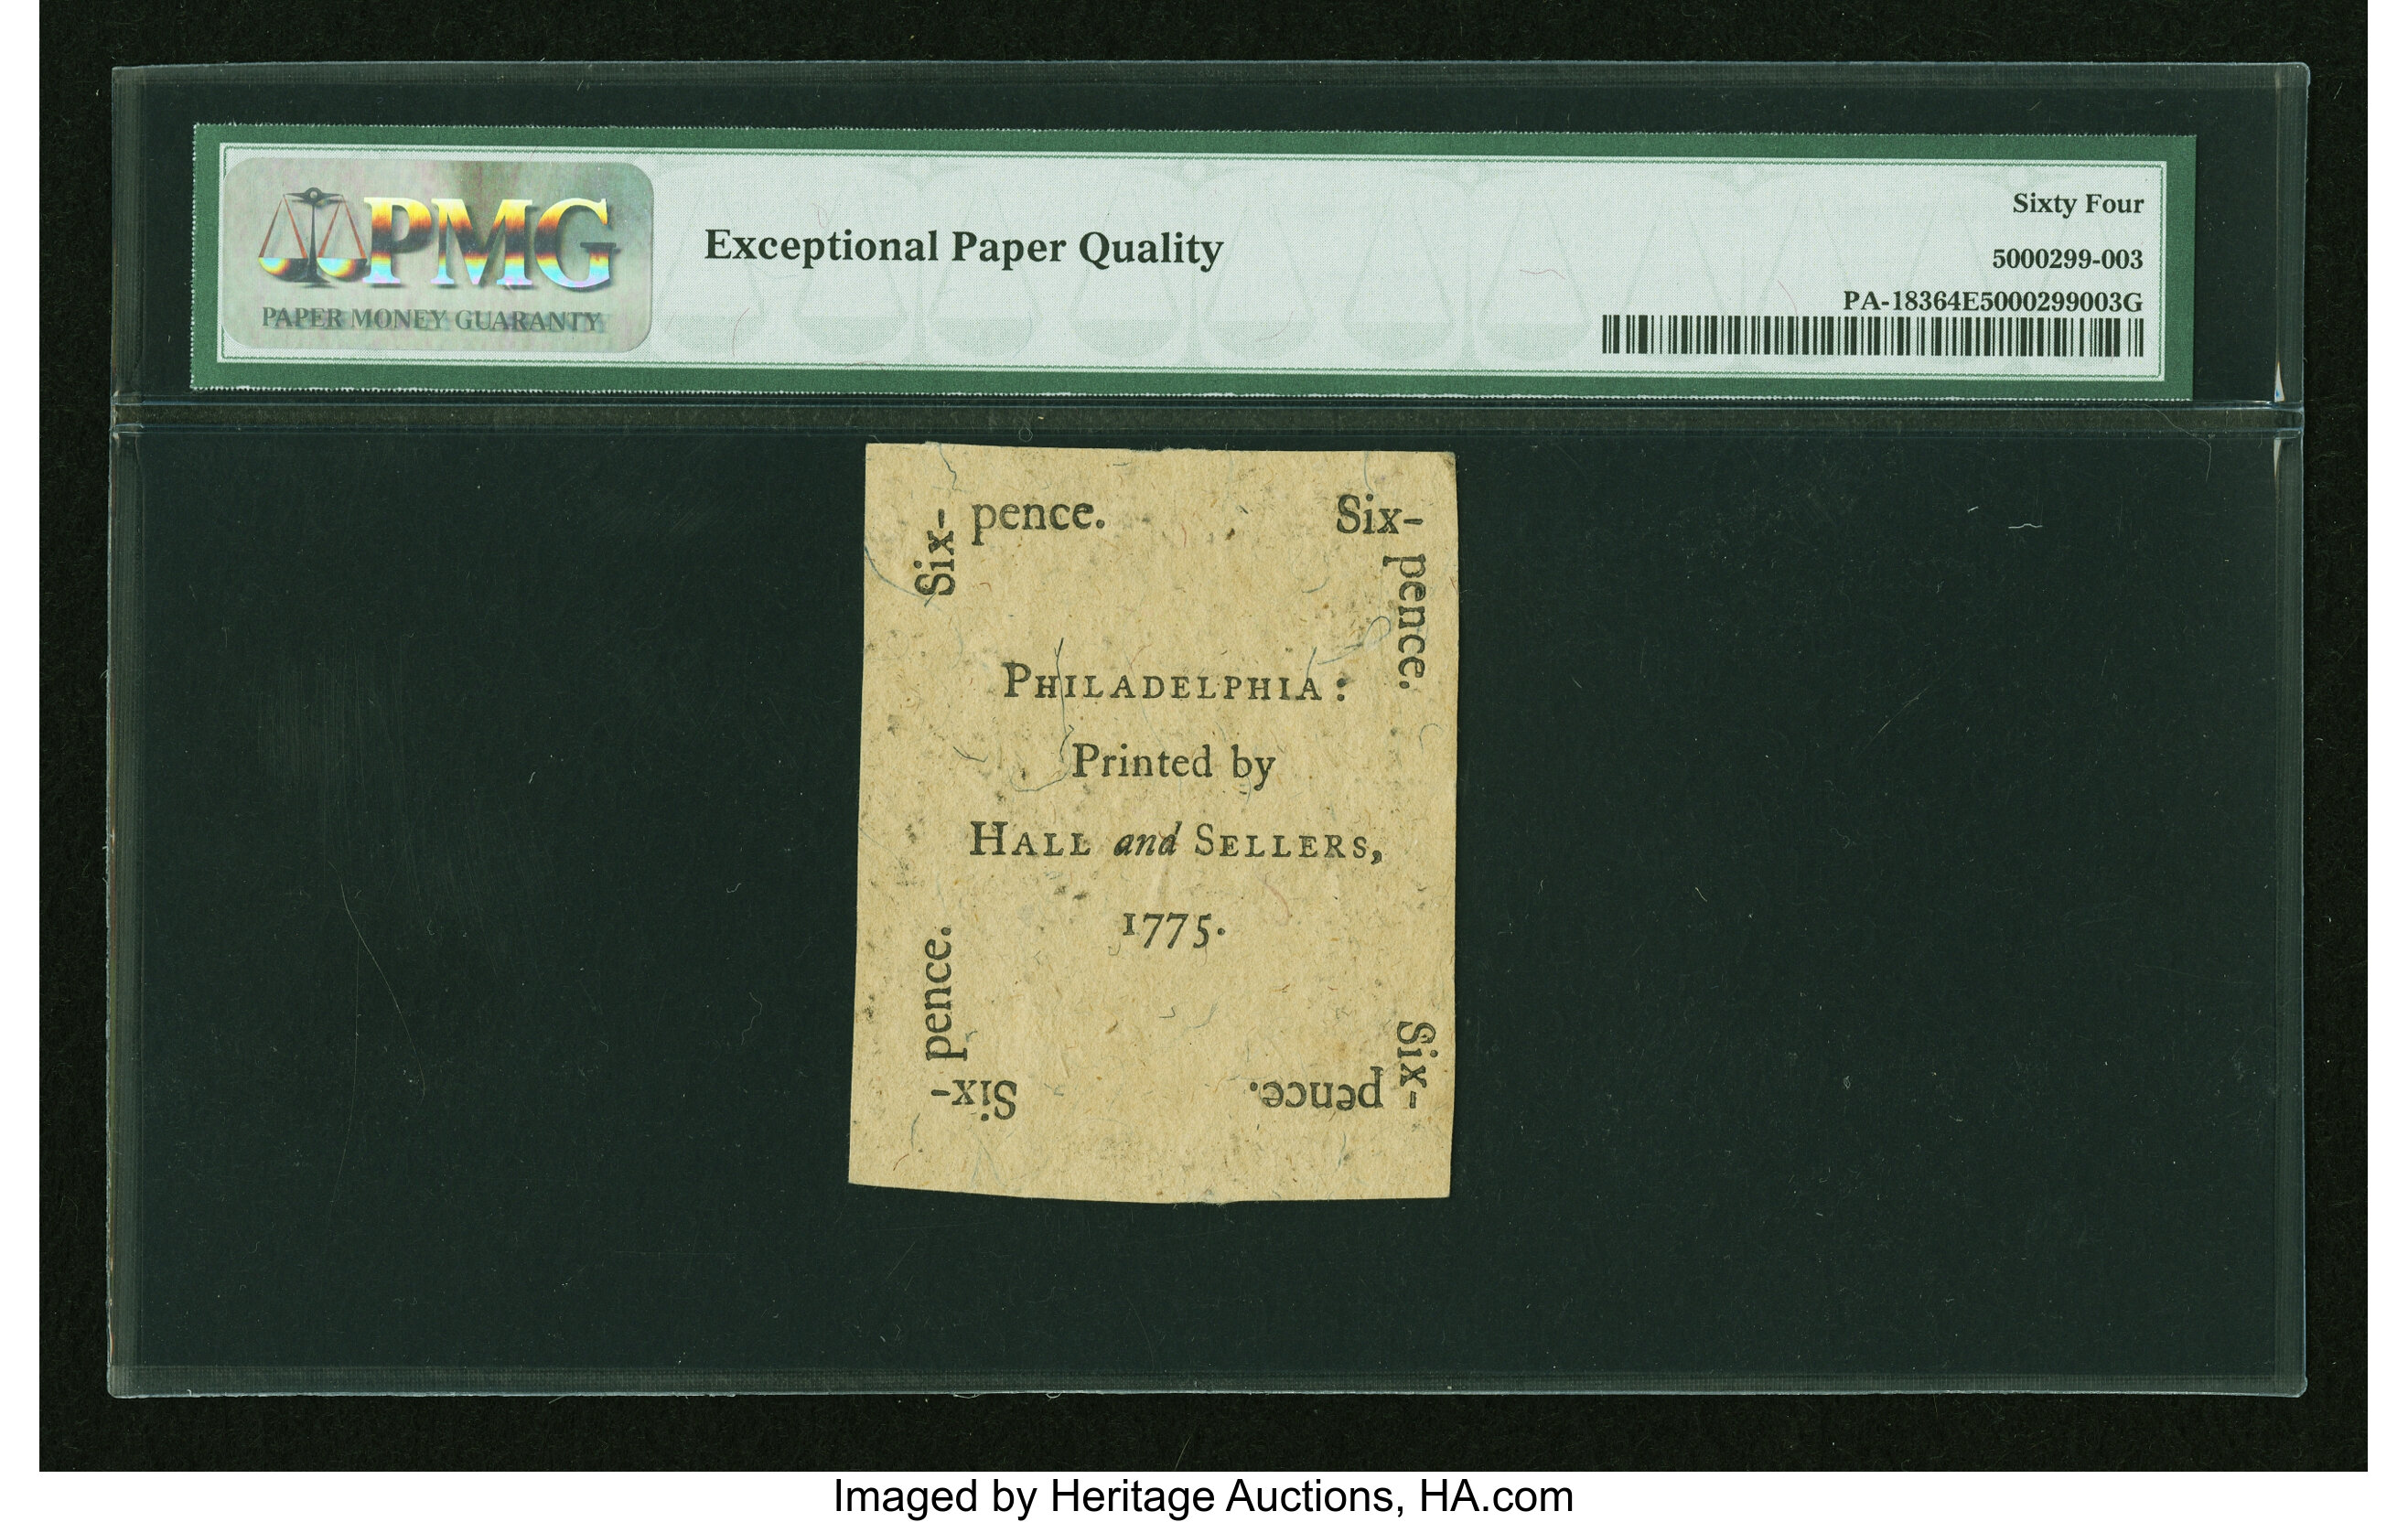 PMG
PAPER MONEY GUARANTY
Exceptional Paper Quality
Sixty Four
5000299-003
PA-18364E5000299003G
Six-pence.
Six-pence.
PHILADELPHIA:
Printed by
HALL and SELLERS,
1775.
Six-pence.
Six-pence.
Imaged by Heritage Auctions, HA.com